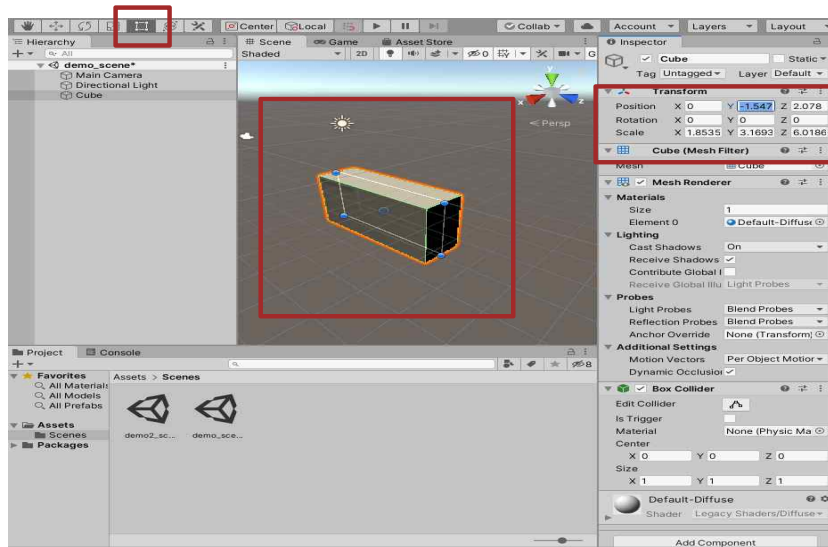 Center Local Collab Account Layers Layout
Hierarchy
All
demo_scene*
Main Camera
Directional Light
Cube
Scene Game Asset Store
Shaded 2D 0 G
y
x z
< Persp
Inspector
Cube Static
Tag Untagged Layer Default
Transform
Position X 0 Y -1.547 Z 2.078
Rotation X 0 Y 0 Z 0
Scale X 1.8535 Y 3.1693 Z 6.0186
Cube (Mesh Filter)
Mesh Cube
Mesh Renderer
Materials
Size 1
Element 0 Default-Diffuse
Lighting
Cast Shadows On
Receive Shadows
Contribute Global I
Receive Global Illu Light Probes
Probes
Light Probes Blend Probes
Reflection Probes Blend Probes
Anchor Override None (Transform)
Additional Settings
Motion Vectors Per Object Motior
Dynamic Occlusion
Box Collider
Edit Collider
Is Trigger
Material None (Physic Ma
Center
X 0 Y 0 Z 0
Size
X 1 Y 1 Z 1
Default-Diffuse
Shader Legacy Shaders/Diffuse
Add Component
Project Console
8
Favorites
All Materials
All Models
All Prefabs
Assets
Scenes
Packages
Assets > Scenes
demo2_sc... demo_sce...